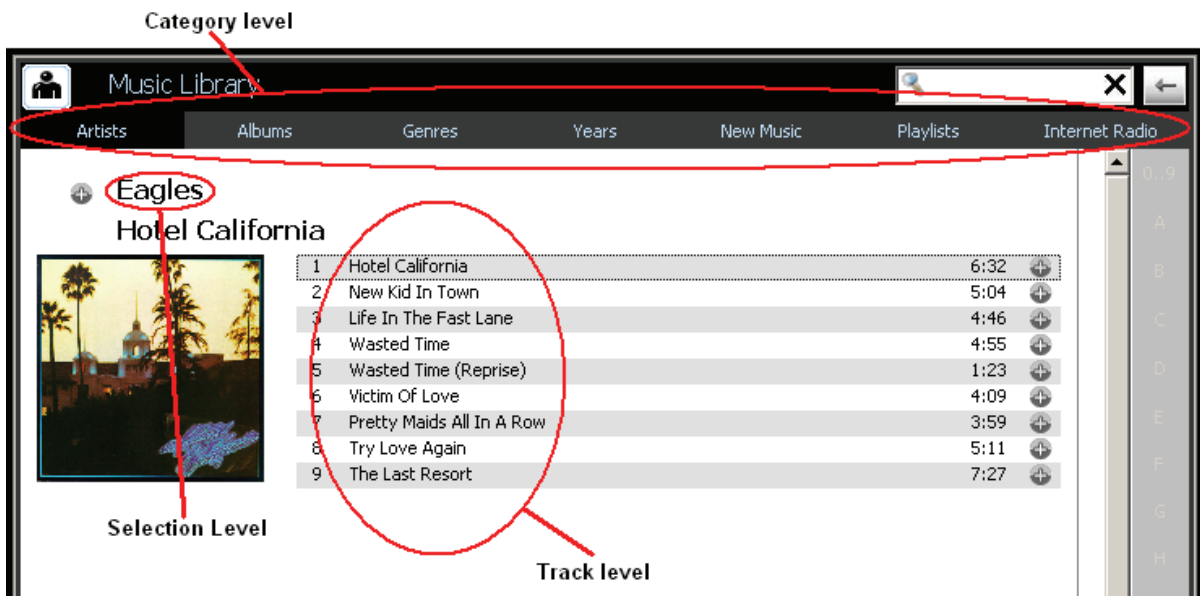 Category level
Music Library
Artists Albums Genres Years New Music Playlists Internet Radio
0..9
Eagles
Hotel California
A
1 Hotel California 6:32
B
2 New Kid In Town 5:04
3 Life In The Fast Lane 4:46
C
4 Wasted Time 4:55
5 Wasted Time (Reprise) 1:23
D
6 Victim Of Love 4:09
7 Pretty Maids All In A Row 3:59
E
8 Try Love Again 5:11
F
9 The Last Resort 7:27
G
Selection Level
H
Track level